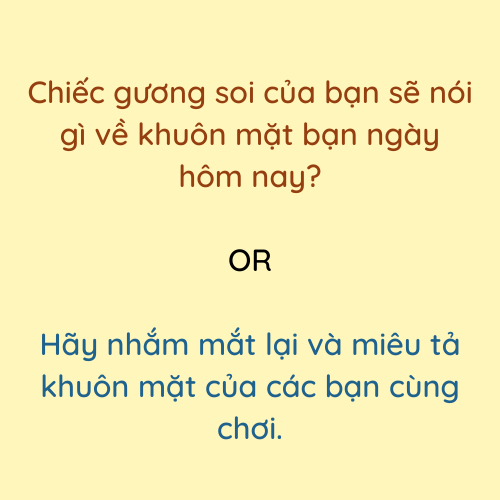 Chiếc gương soi của bạn sẽ nói
gì về khuôn mặt bạn ngày
hôm nay?
OR
Hãy nhắm mắt lại và miêu tả
khuôn mặt của các bạn cùng
chơi.